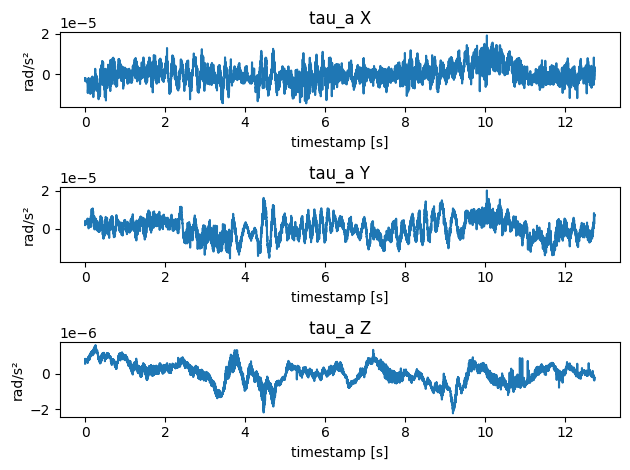 tau_a X
1e−5
2
0
rad/s²
0 2 4 6 8 10 12
timestamp [s]
tau_a Y
1e−5
2
0
rad/s²
0 2 4 6 8 10 12
timestamp [s]
tau_a Z
1e−6
0
−2
rad/s²
0 2 4 6 8 10 12
timestamp [s]